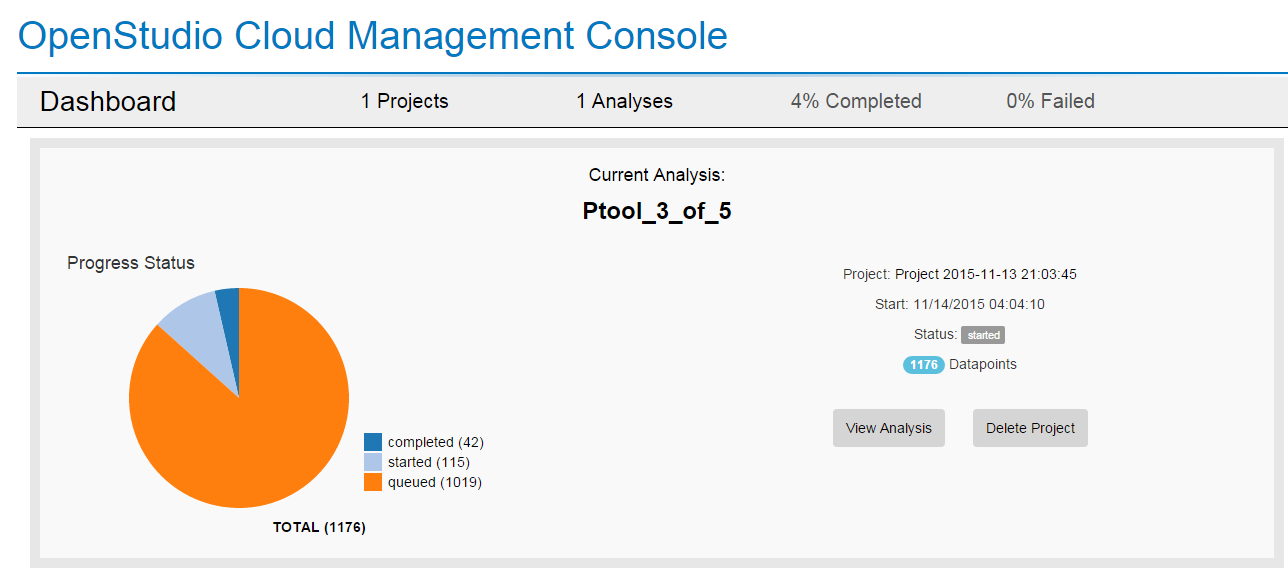 OpenStudio Cloud Management Console
Dashboard 1 Projects 1 Analyses 4% Completed 0% Failed
Current Analysis:
Ptool_3_of_5
Progress Status
completed (42)
started (115)
queued (1019)
TOTAL (1176)
Project: Project 2015-11-13 21:03:45
Start: 11/14/2015 04:04:10
Status: started
1176 Datapoints
View Analysis Delete Project